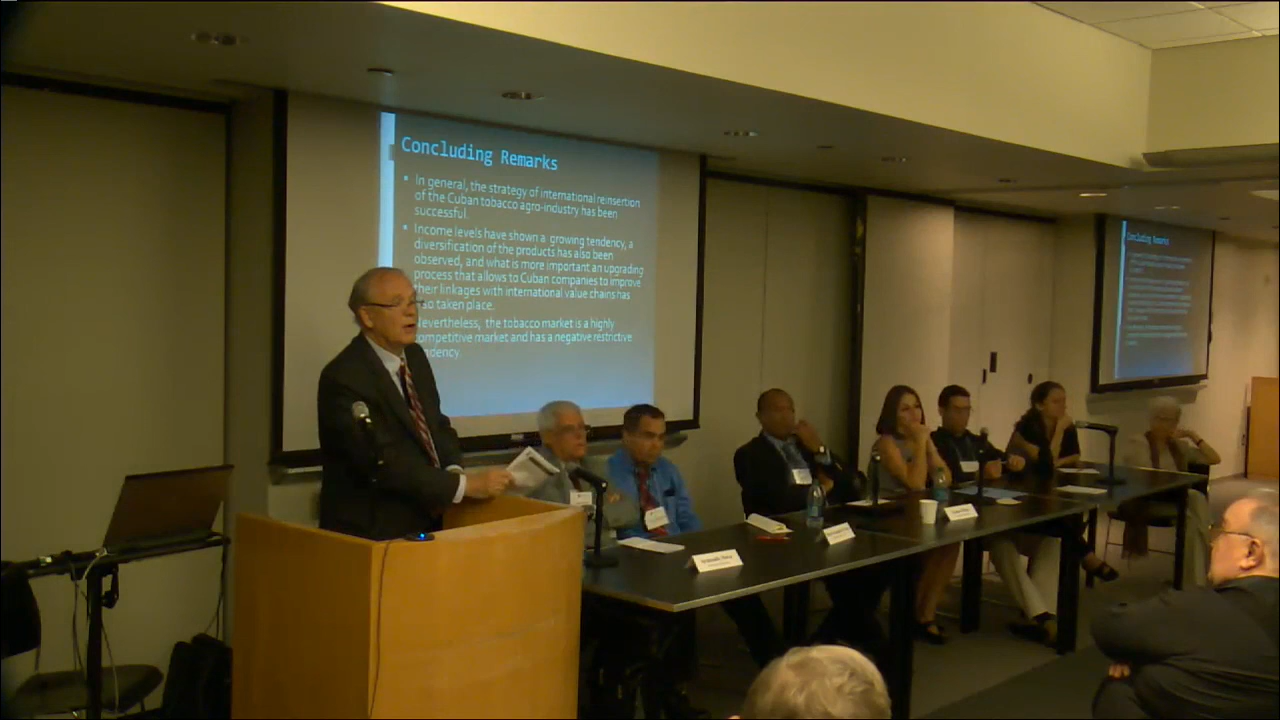 Concluding Remarks
In general, the strategy of international reinsertion
of the Cuban tobacco agro-industry has been
successful.
Income levels have shown a growing tendency, a
diversification of the products has also been
observed, and what is more important an upgrading
process that allows to Cuban companies to improve
their linkages with international value chains has
taken place.
Nevertheless, the tobacco market is a highly
competitive market and has a negative restrictive
Concluding Remarks